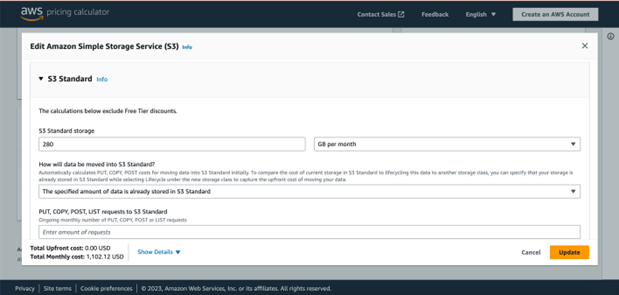 aws pricing calculator
Contact Sales
Feedback
English
Create an AWS Account
Edit Amazon Simple Storage Service (S3) Info
S3 Standard Info
The calculations below exclude Free Tier discounts.
S3 Standard storage
280
GB per month
How will data be moved into S3 Standard?
Automatically calculates PUT, COPY, POST costs for moving data into S3 Standard initially. To compare the cost of current storage in S3 Standard to lifecycling this data to another storage class, you can specify that your storage is
already stored in S3 Standard while selecting Lifecycle under the new storage class to capture the upfront cost of moving your data.
The specified amount of data is already stored in S3 Standard
PUT, COPY, POST, LIST requests to S3 Standard
Ongoing monthly number of PUT, COPY, POST or LIST requests
Enter amount of requests
Total Upfront cost: 0.00 USD
Total Monthly cost: 1,102.12 USD
Show Details
Cancel
Update
Privacy
Site terms
Cookie preferences
© 2023, Amazon Web Services, Inc. or its affiliates. All rights reserved.